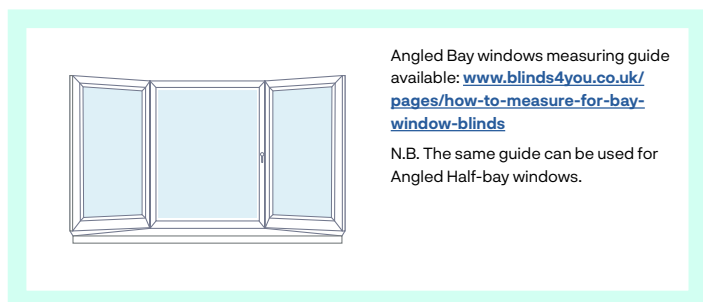 Angled Bay windows measuring guide
available: www.blinds4you.co.uk/
pages/how-to-measure-for-bay-
window-blinds
N.B. The same guide can be used for
Angled Half-bay windows.